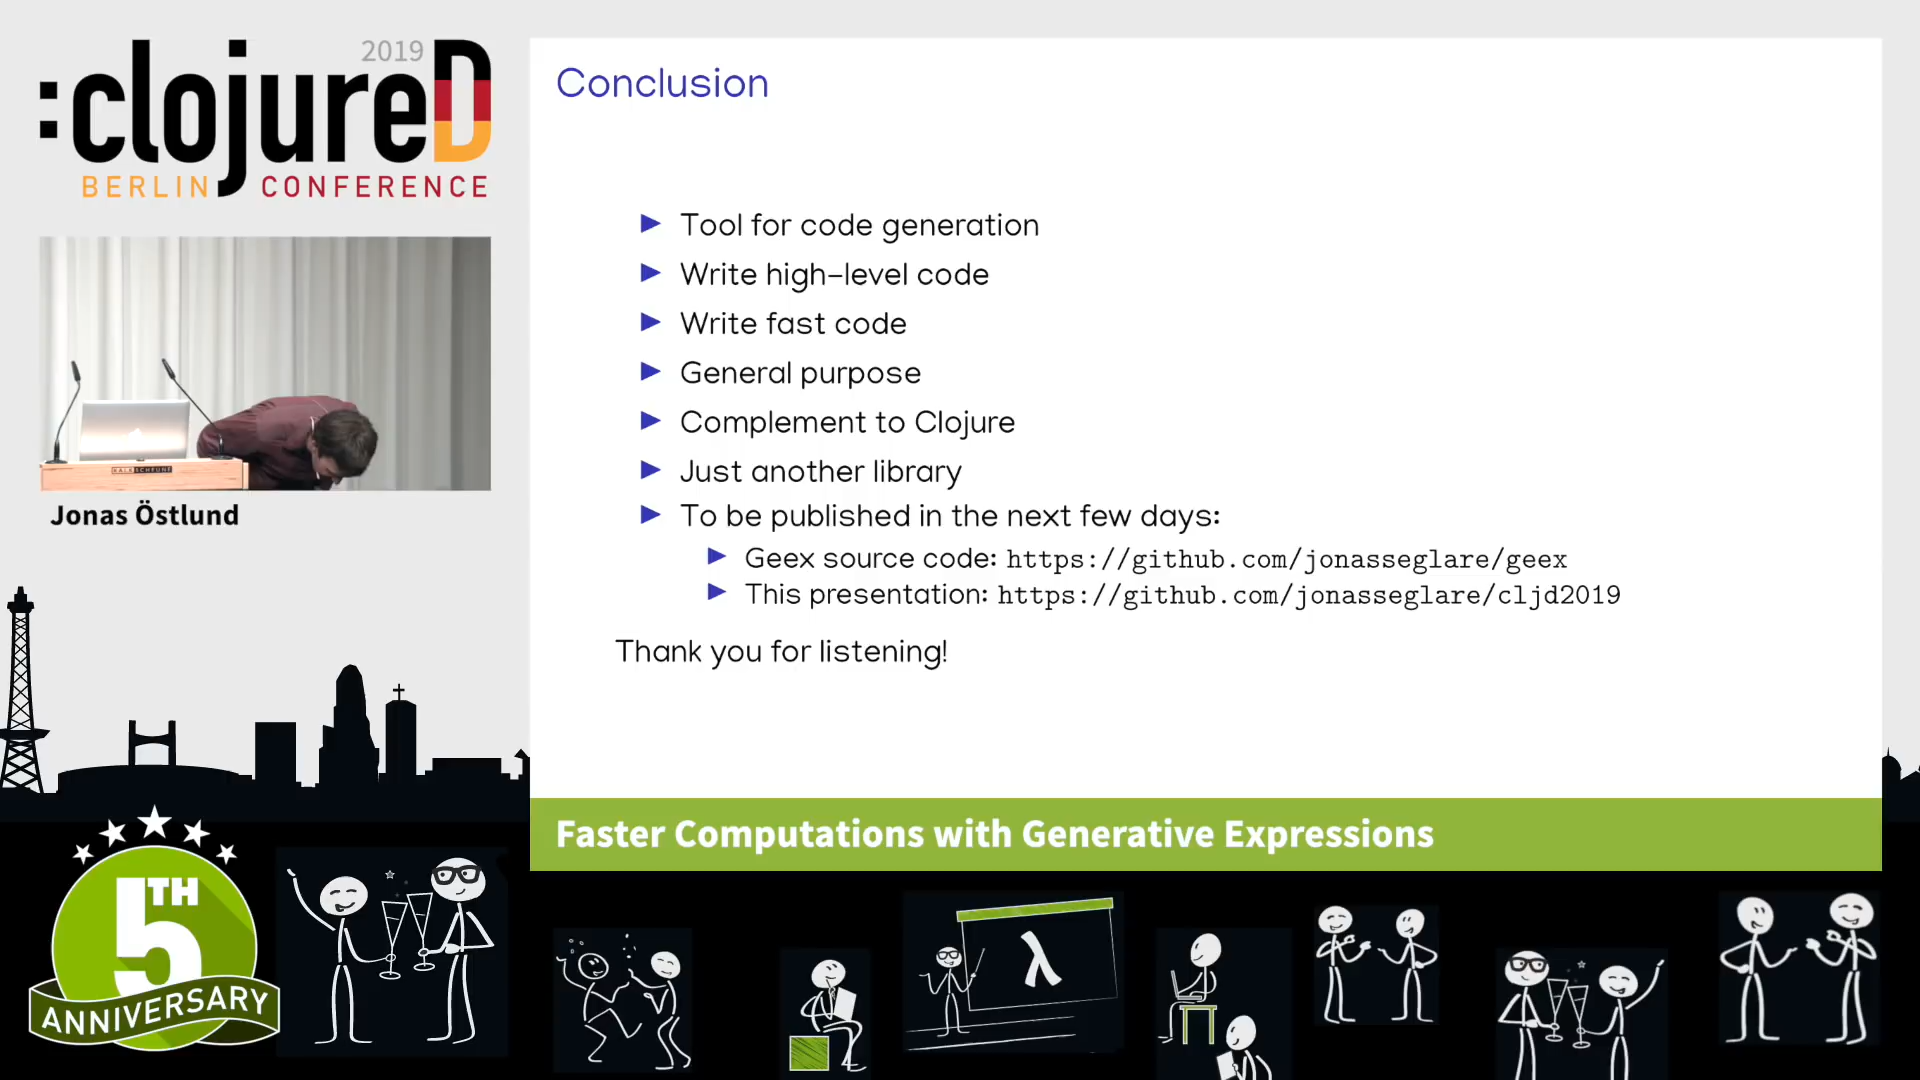 2019
:clojureD
BERLIN CONFERENCE
Jonas Östlund
Conclusion
Tool for code generation
Write high-level code
Write fast code
General purpose
Complement to Clojure
Just another library
To be published in the next few days:
Geex source code: https://github.com/jonasseglare/geex
This presentation: https://github.com/jonasseglare/cljd2019
Thank you for listening!
Faster Computations with Generative Expressions
5TH
ANNIVERSARY
λ